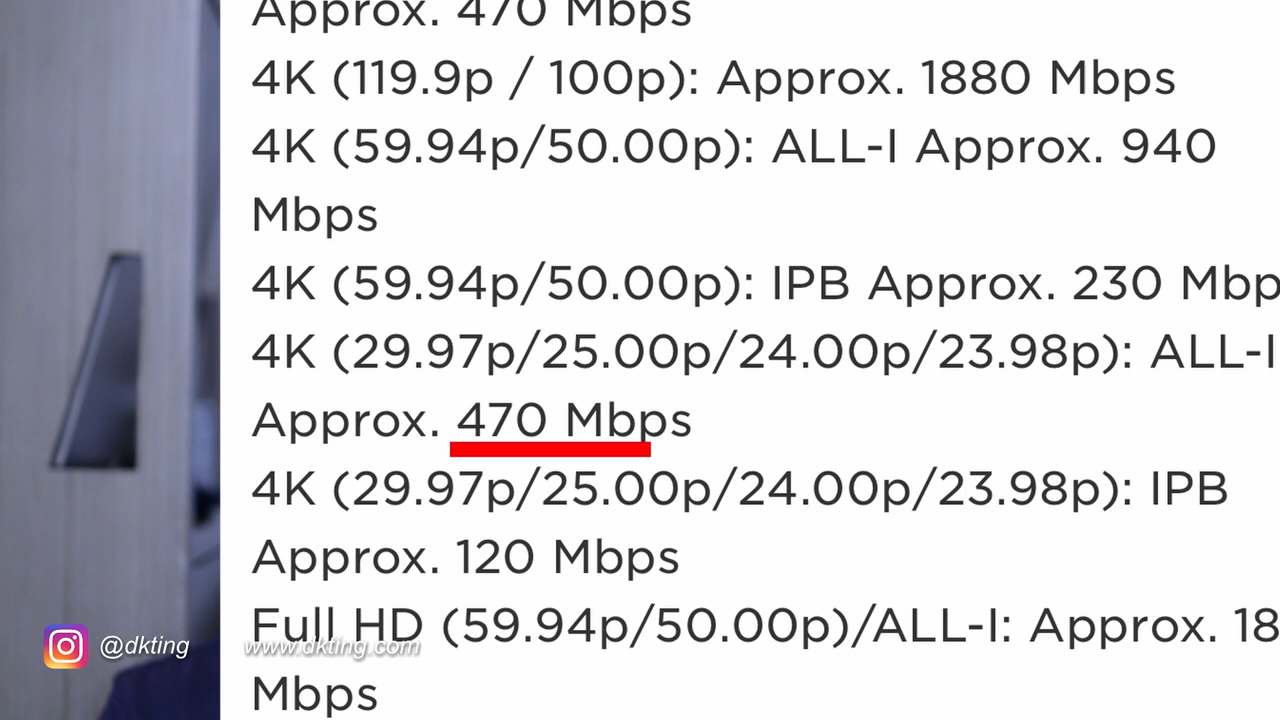 Approx. 470 Mbps
4K (119.9p / 100p): Approx. 1880 Mbps
4K (59.94p/50.00p): ALL-I Approx. 940
Mbps
4K (59.94p/50.00p): IPB Approx. 230 Mbp
4K (29.97p/25.00p/24.00p/23.98p): ALL-I
Approx. 470 Mbps
4K (29.97p/25.00p/24.00p/23.98p): IPB
Approx. 120 Mbps
Full HD (59.94p/50.00p)/ALL-I: Approx. 18
Mbps
@dkting www.dkting.com